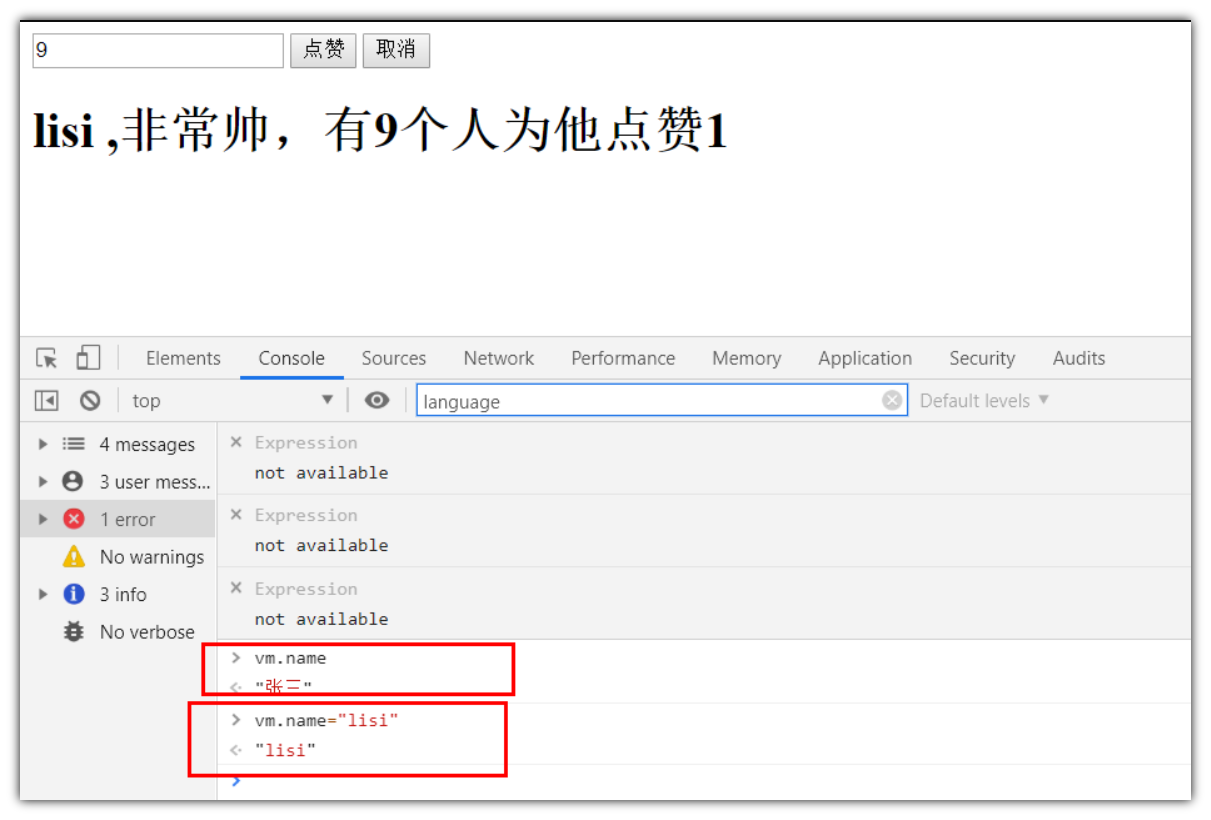 9 点赞 取消
lisi ,非常帅，有9个人为他点赞1
Elements Console Sources Network Performance Memory Application Security Audits
top language Default levels
4 messages
3 user mess...
1 error
No warnings
3 info
No verbose
Expression
not available
Expression
not available
Expression
not available
> vm.name
"张三"
> vm.name="lisi"
"lisi"
>